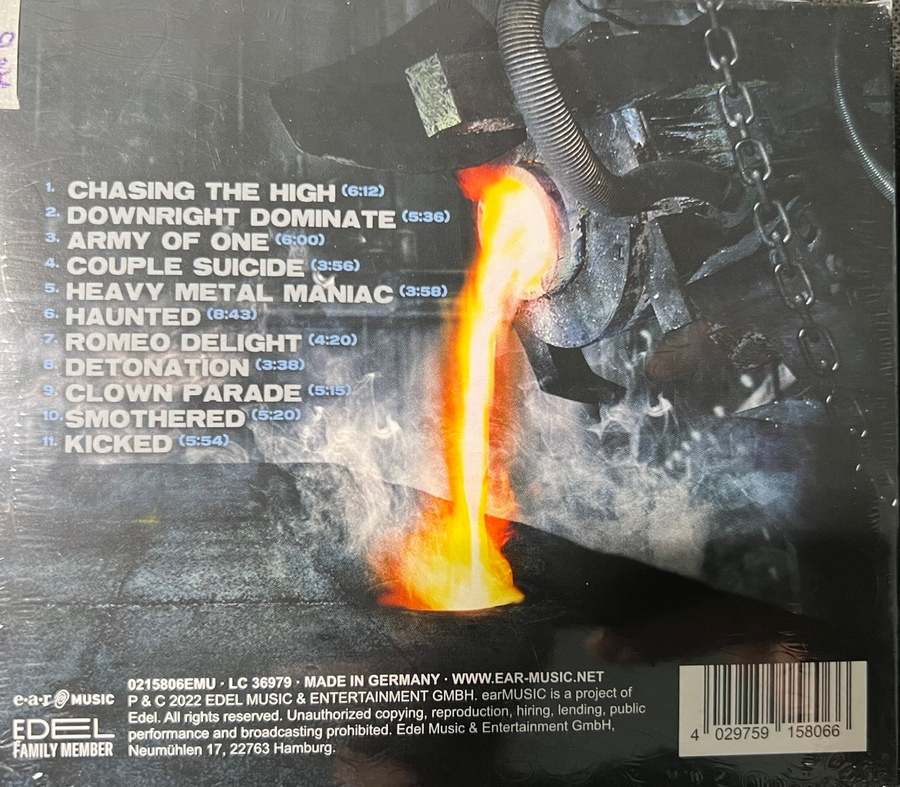 1. CHASING THE HIGH (6:12)
2. DOWNRIGHT DOMINATE (5:36)
3. ARMY OF ONE (6:00)
4. COUPLE SUICIDE (3:56)
5. HEAVY METAL MANIAC (3:58)
6. HAUNTED (8:43)
7. ROMEO DELIGHT (4:20)
8. DETONATION (3:38)
9. CLOWN PARADE (5:15)
10. SMOTHERED (5:20)
11. KICKED (5:54)
e·a·r MUSIC
EDEL
FAMILY MEMBER
0215806EMU · LC 36979 · MADE IN GERMANY · WWW.EAR-MUSIC.NET
P & C 2022 EDEL MUSIC & ENTERTAINMENT GMBH. earMUSIC is a project of
Edel. All rights reserved. Unauthorized copying, reproduction, hiring, lending, public
performance and broadcasting prohibited. Edel Music & Entertainment GmbH,
Neumühlen 17, 22763 Hamburg.
4 029759 158066